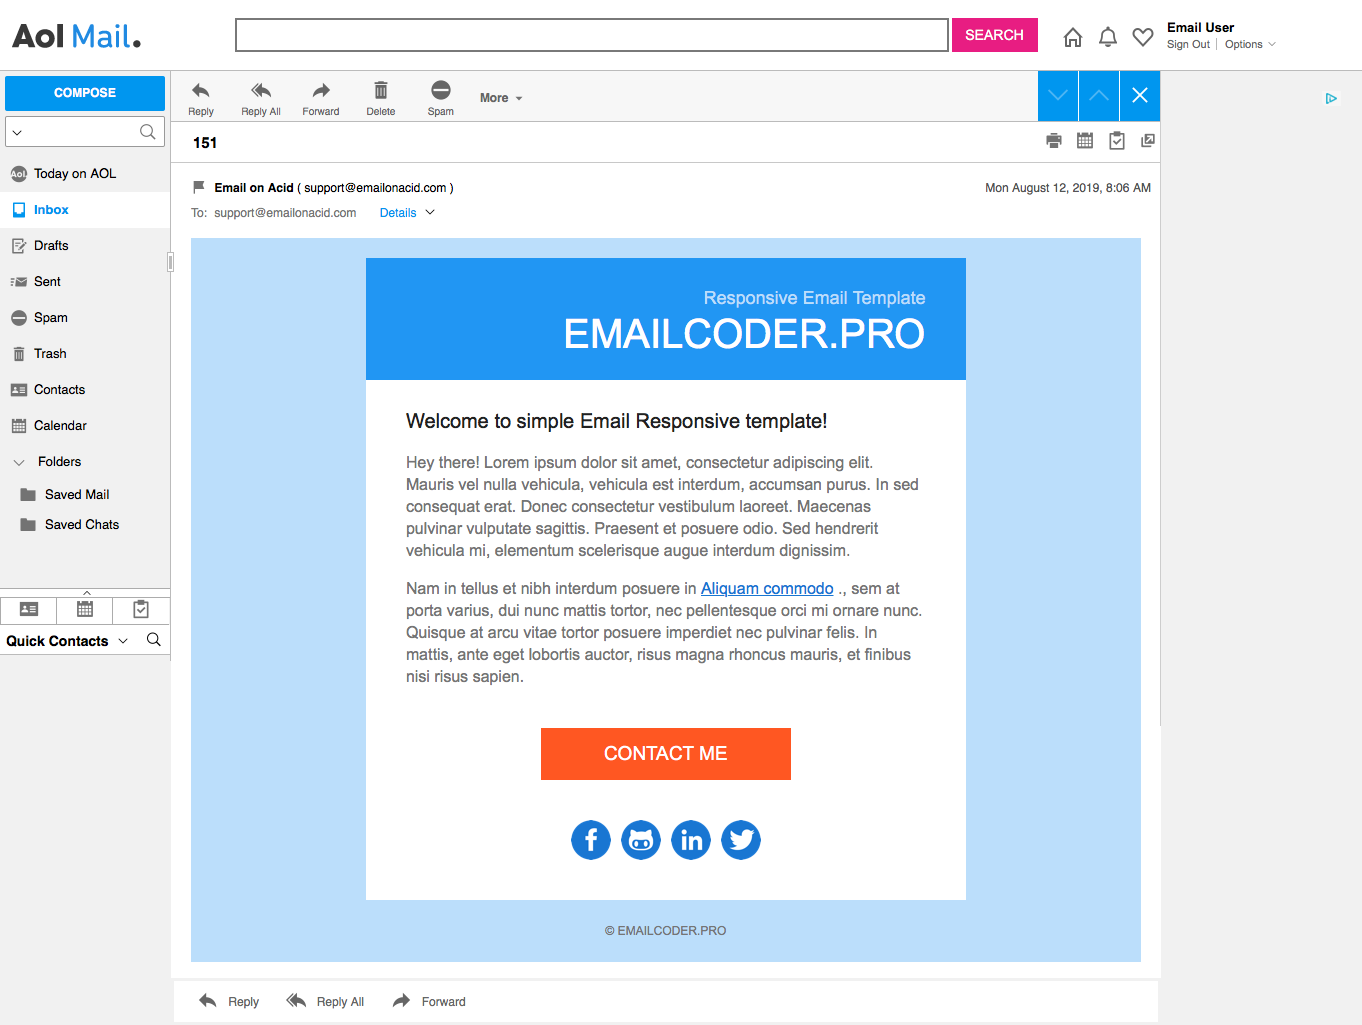 Aol Mail.
SEARCH
Email User
Sign Out | Options
COMPOSE
Reply
Reply All
Forward
Delete
Spam
More
151
Aol. Today on AOL
Inbox
Drafts
Sent
Spam
Trash
Contacts
Calendar
Folders
Saved Mail
Saved Chats
Quick Contacts
Email on Acid ( support@emailonacid.com )
Mon August 12, 2019, 8:06 AM
To: support@emailonacid.com Details
Responsive Email Template
EMAILCODER.PRO
Welcome to simple Email Responsive template!
Hey there! Lorem ipsum dolor sit amet, consectetur adipiscing elit.
Mauris vel nulla vehicula, vehicula est interdum, accumsan purus. In sed
consequat erat. Donec consectetur vestibulum laoreet. Maecenas
pulvinar vulputate sagittis. Praesent et posuere odio. Sed hendrerit
vehicula mi, elementum scelerisque augue interdum dignissim.
Nam in tellus et nibh interdum posuere in Aliquam commodo ., sem at
porta varius, dui nunc mattis tortor, nec pellentesque orci mi ornare nunc.
Quisque at arcu vitae tortor posuere imperdiet nec pulvinar felis. In
mattis, ante eget lobortis auctor, risus magna rhoncus mauris, et finibus
nisi risus sapien.
CONTACT ME
© EMAILCODER.PRO
Reply
Reply All
Forward